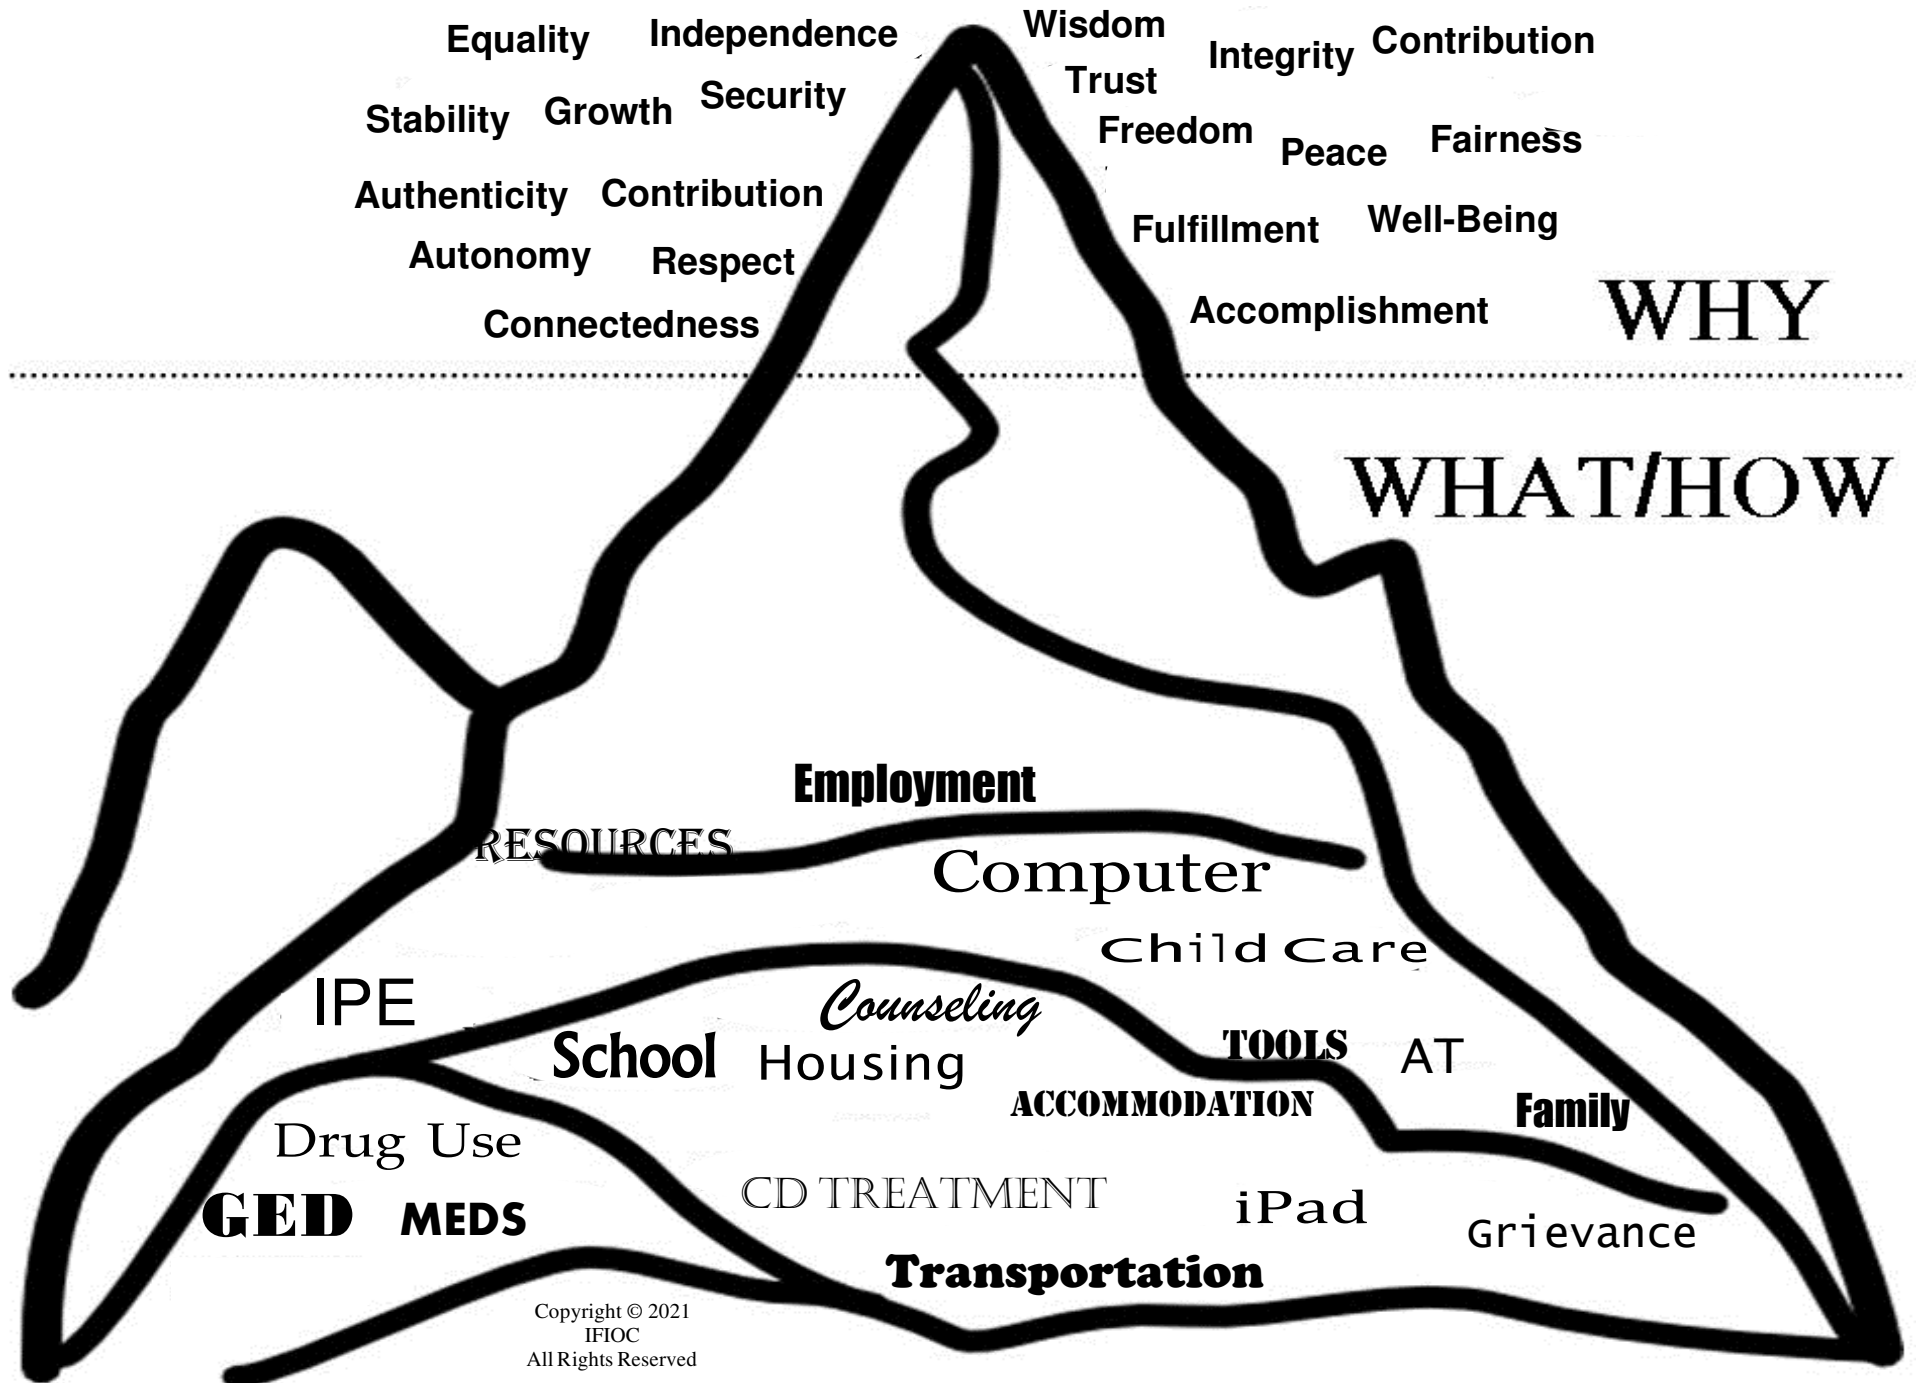 Equality
Independence
Wisdom
Integrity
Contribution
Trust
Stability
Growth
Security
Freedom
Peace
Fairness
Authenticity
Contribution
Fulfillment
Well-Being
Autonomy
Respect
Connectedness
Accomplishment
WHY
WHAT/HOW
Employment
RESOURCES
Computer
Child Care
IPE
Counseling
School
Housing
TOOLS
AT
ACCOMMODATION
Family
Drug Use
GED
MEDS
CD TREATMENT
iPad
Grievance
Transportation
Copyright © 2021
IFIOC
All Rights Reserved